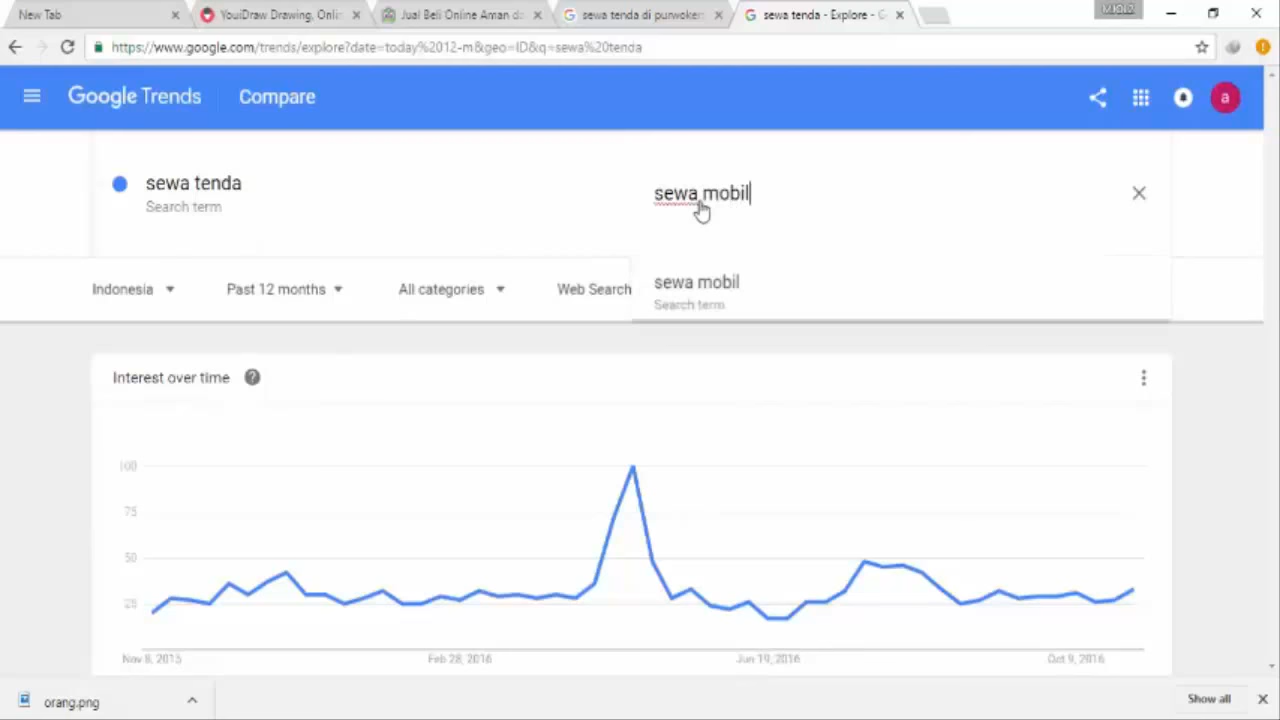 New Tab
YouiDraw Drawing, Onlin
Jual Beli Online Aman da
sewa tenda di purwoker
sewa tenda - Explore - G
https://www.google.com/trends/explore?date=today%2012-m&geo=ID&q=sewa%20tenda
Google Trends
Compare
a
sewa tenda
Search term
sewa mobil
Indonesia
Past 12 months
All categories
Web Search
sewa mobil
Search term
Interest over time
?
100
75
50
25
Nov 8, 2015
Feb 28, 2016
Jun 19, 2016
Oct 9, 2016
orang.png
Show all